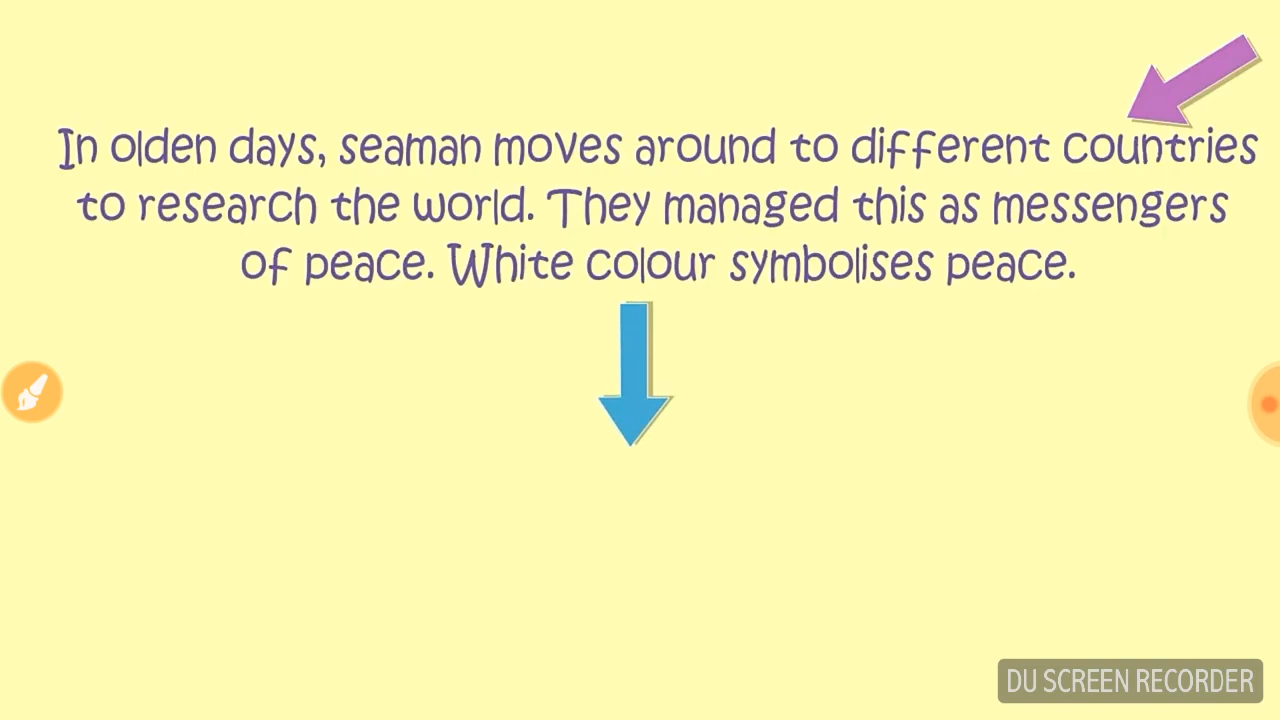 In olden days, seaman moves around to different countries
to research the world. They managed this as messengers
of peace. White colour symbolises peace.
DU SCREEN RECORDER